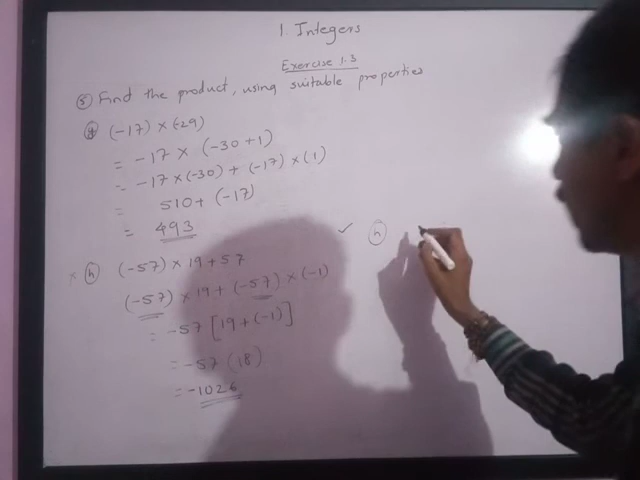 1. Integers
Exercise 1.3
⑤ Find the product, using suitable properties
(-17) × (-29)
= -17 × (-30+1)
= -17 × (-30) + (-17) × (1)
= 510 + (-17)
= 493
× ⓗ (-57) × 19 + 57
(-57) × 19 + (-57) × (-1)
= -57 [19 + (-1)]
= -57 (18)
= -1026
✓ ⓗ